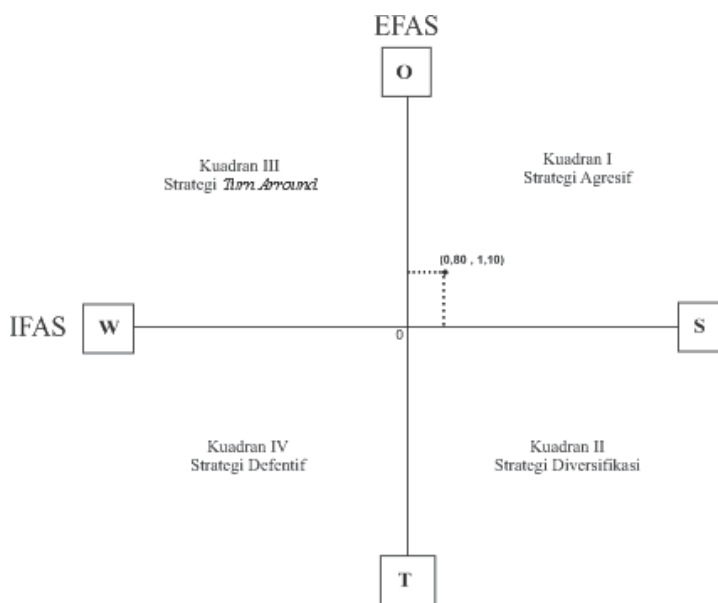 EFAS
O
Kuadran III
Strategi Turn Arround
Kuadran I
Strategi Agresif
(0,80 , 1,10)
IFAS
W
0
S
Kuadran IV
Strategi Defentif
Kuadran II
Strategi Diversifikasi
T